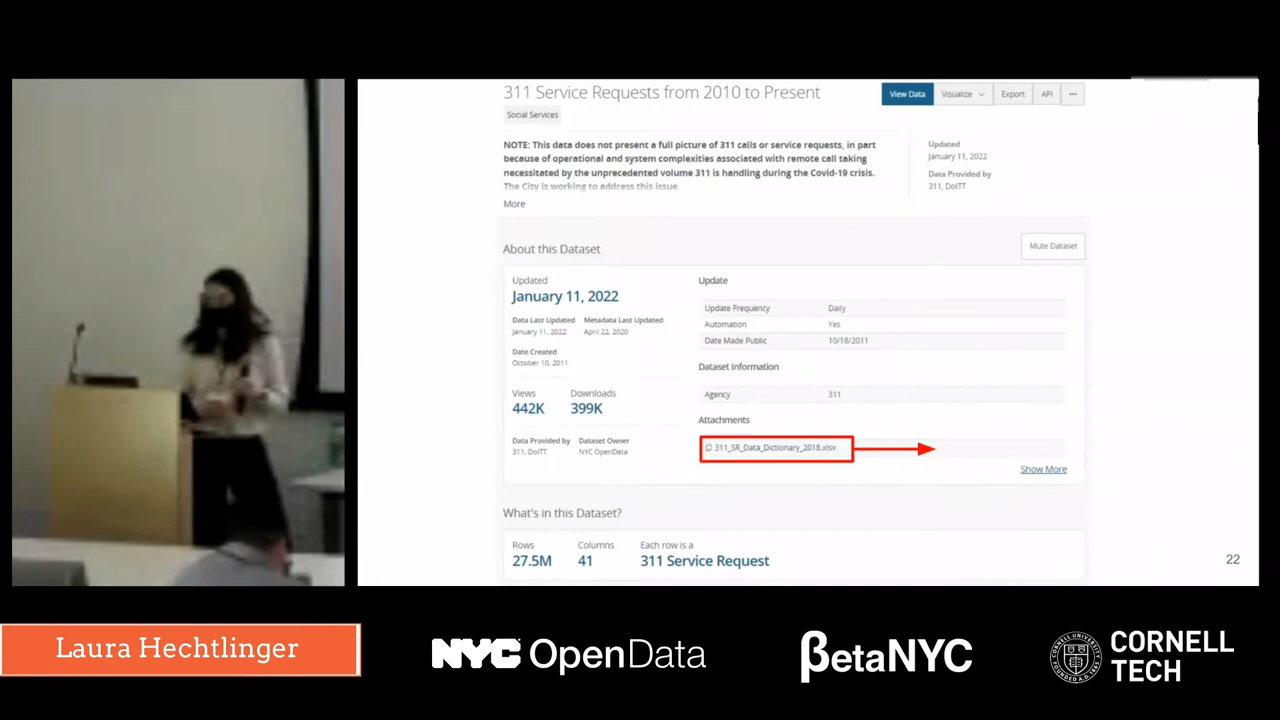 311 Service Requests from 2010 to Present
View Data
Visualize
Export
API
Social Services
NOTE: This data does not present a full picture of 311 calls or service requests, in part
because of operational and system complexities associated with remote call taking
necessitated by the unprecedented volume 311 is handling during the Covid-19 crisis.
The City is working to address this issue.
More
Updated
January 11, 2022
Data Provided by
311, DoITT
About this Dataset
Mute Dataset
Updated
January 11, 2022
Data Last Updated
January 11, 2022
Metadata Last Updated
April 22, 2020
Date Created
October 10, 2011
Views
442K
Downloads
399K
Data Provided by
311, DoITT
Dataset Owner
NYC OpenData
Update
Update Frequency Daily
Automation Yes
Date Made Public 10/18/2011
Dataset Information
Agency 311
Attachments
311_SR_Data_Dictionary_2018.xlsx
Show More
What's in this Dataset?
Rows
27.5M
Columns
41
Each row is a
311 Service Request
22
Laura Hechtlinger
NYC OpenData
βetaNYC
CORNELL
TECH